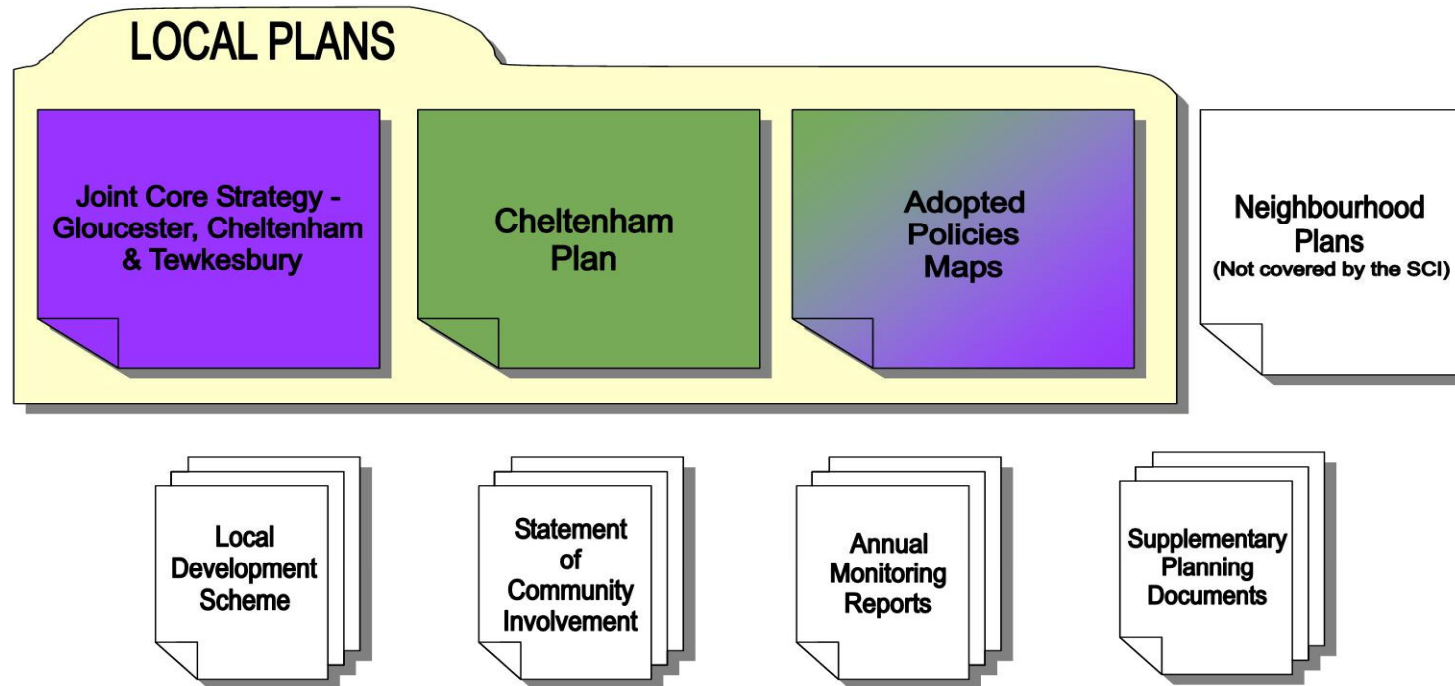 LOCAL PLANS
Joint Core Strategy -
Gloucester, Cheltenham
& Tewkesbury
Cheltenham
Plan
Adopted
Policies
Maps
Neighbourhood
Plans
(Not covered by the SCI)
Local
Development
Scheme
Statement
of
Community
Involvement
Annual
Monitoring
Reports
Supplementary
Planning
Documents